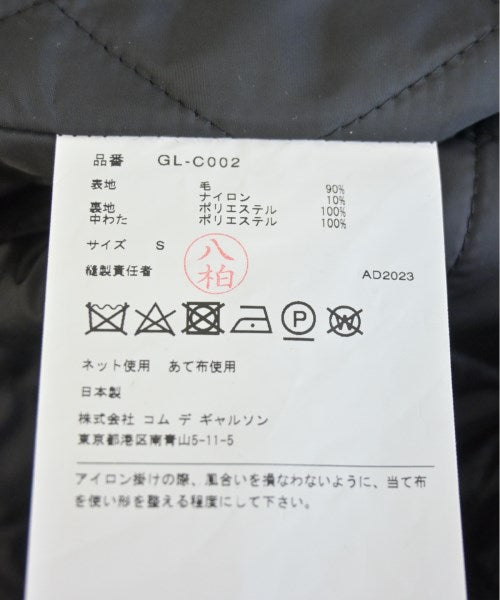 品番 GL-C002
表地 毛 90%
ナイロン 10%
裏地 ポリエステル 100%
中わた ポリエステル 100%
サイズ S
八柏
縫製責任者 AD2023
P W
ネット使用 あて布使用
日本製
株式会社 コム デ ギャルソン
東京都港区南青山5-11-5
アイロン掛けの際、風合いを損なわないように、当て布
を使い形を整える程度にして下さい。